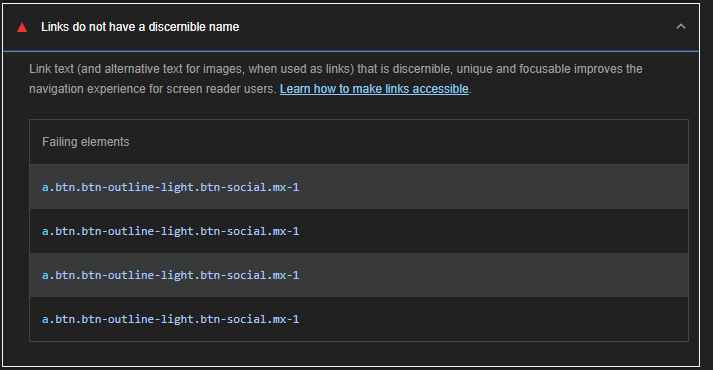 Links do not have a discernible name
Link text (and alternative text for images, when used as links) that is discernible, unique and focusable improves the
navigation experience for screen reader users. Learn how to make links accessible.
Failing elements
a.btn.btn-outline-light.btn-social.mx-1
a.btn.btn-outline-light.btn-social.mx-1
a.btn.btn-outline-light.btn-social.mx-1
a.btn.btn-outline-light.btn-social.mx-1